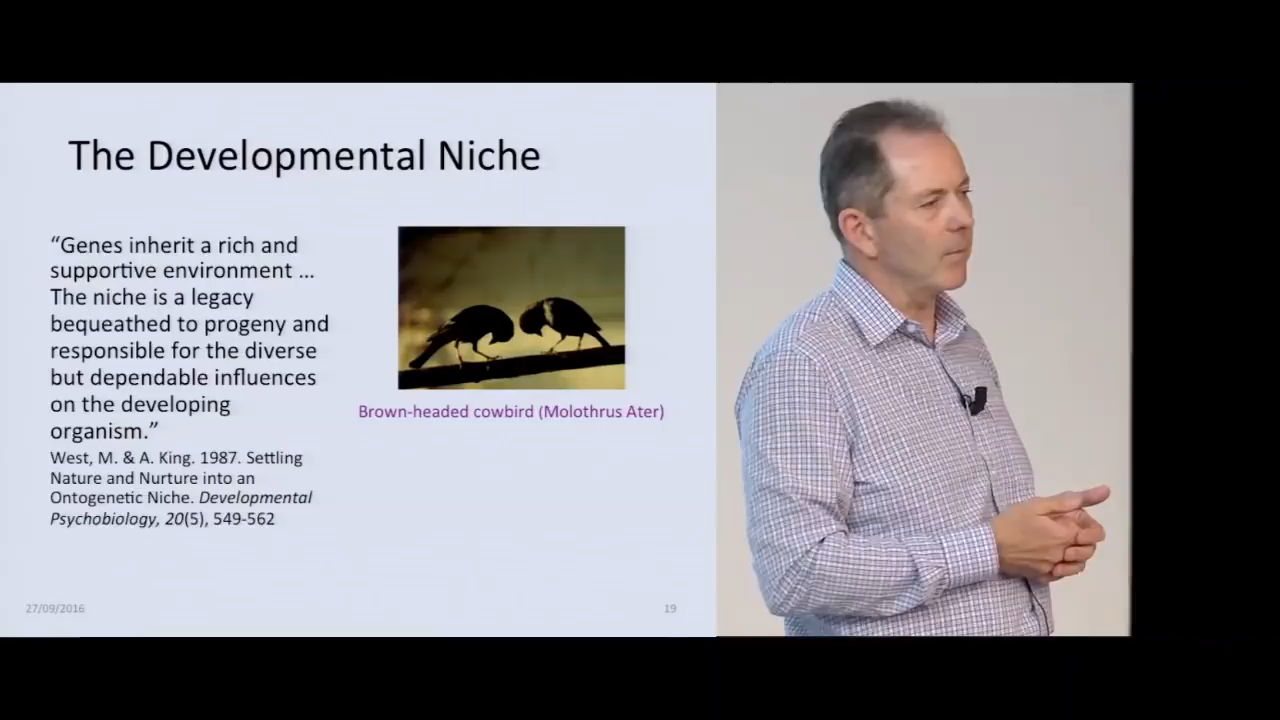 The Developmental Niche
“Genes inherit a rich and
supportive environment ...
The niche is a legacy
bequeathed to progeny and
responsible for the diverse
but dependable influences
on the developing
organism.”
West, M. & A. King. 1987. Settling
Nature and Nurture into an
Ontogenetic Niche. Developmental
Psychobiology, 20(5), 549-562
Brown-headed cowbird (Molothrus Ater)
27/09/2016
19